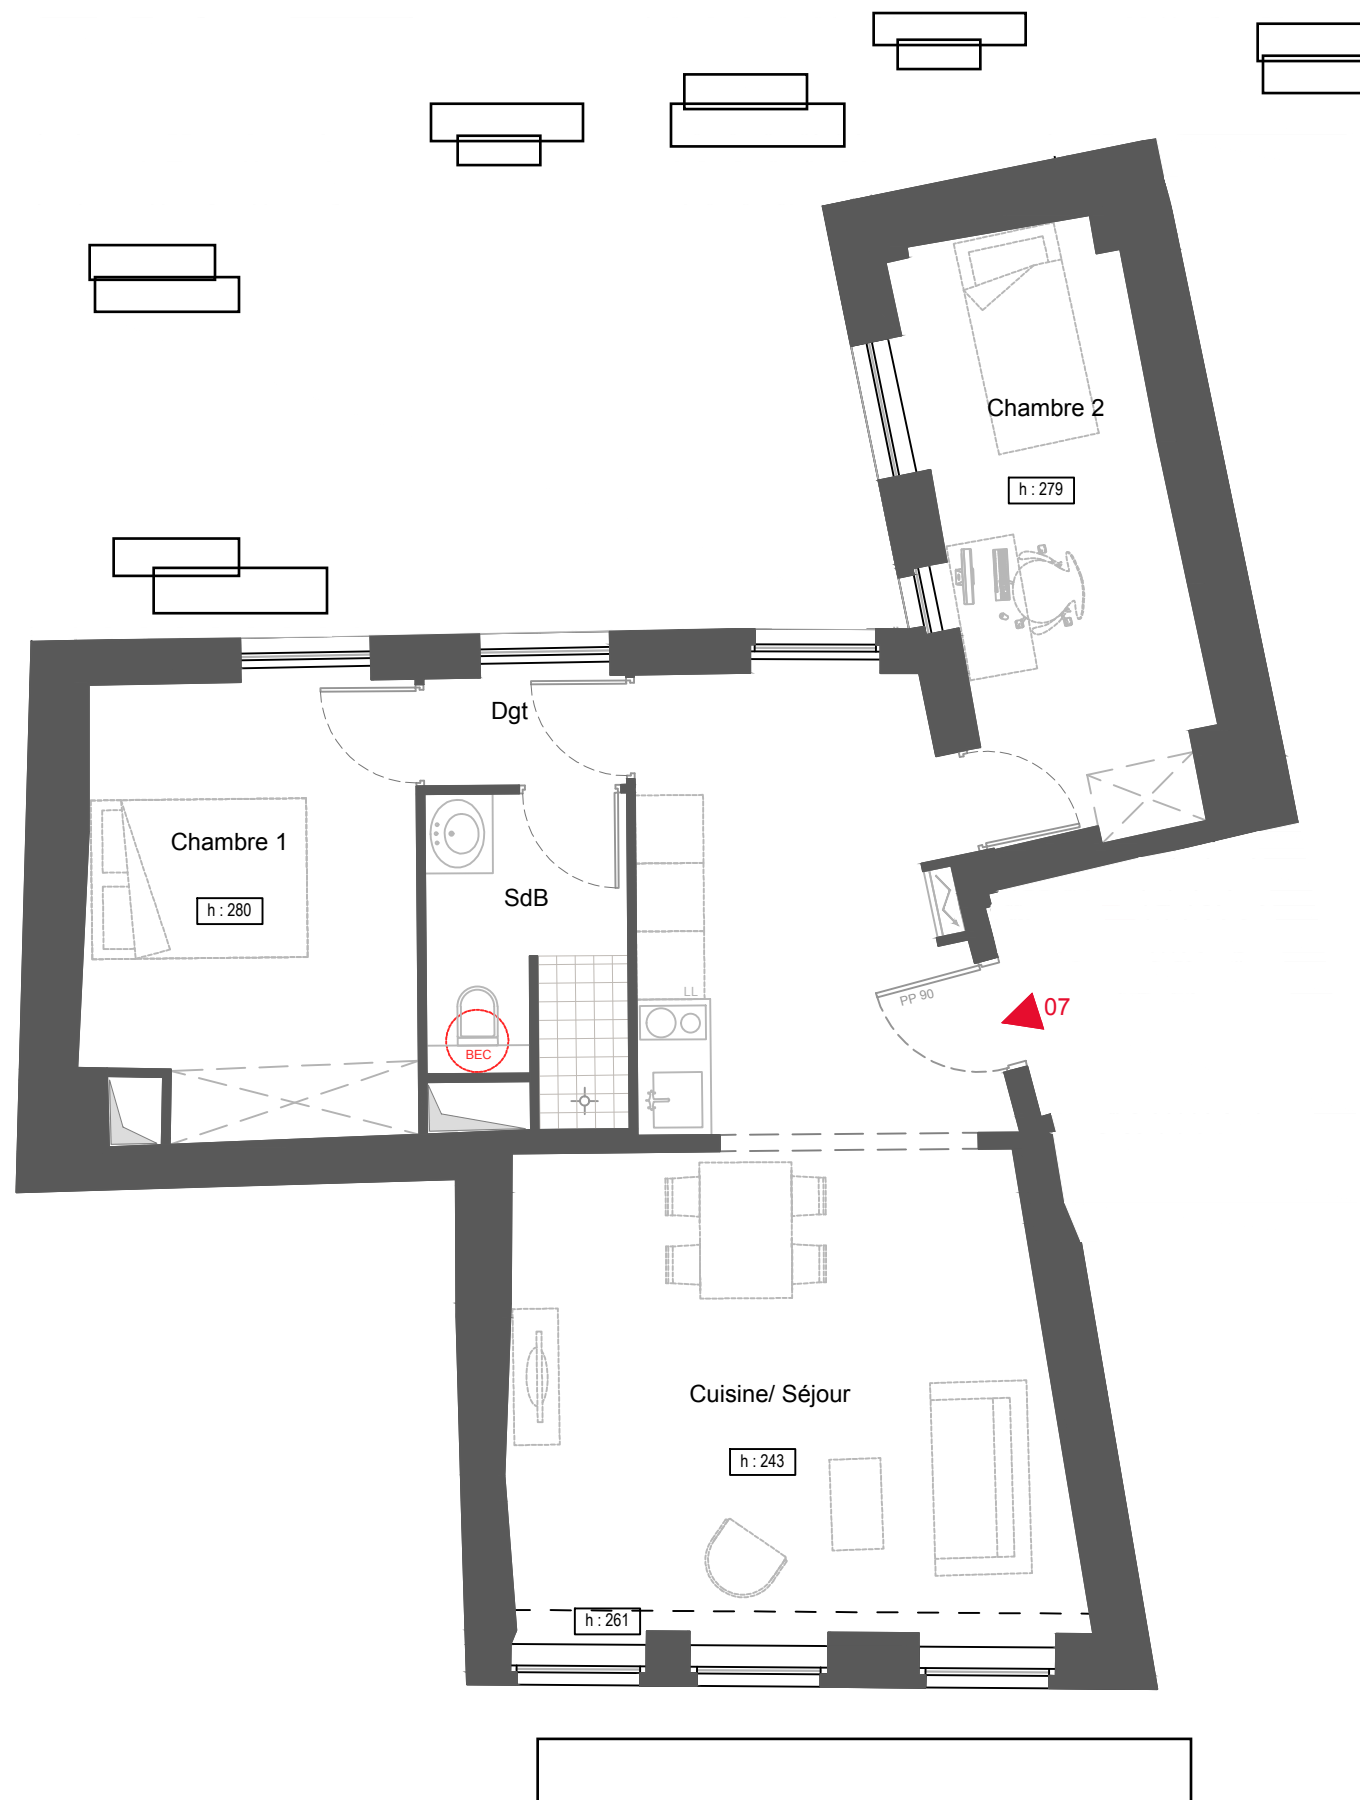 Chambre 2
h : 279
Dgt
Chambre 1
h : 280
SdB
BEC
LL
PP 90
07
Cuisine/ Séjour
h : 243
h : 261